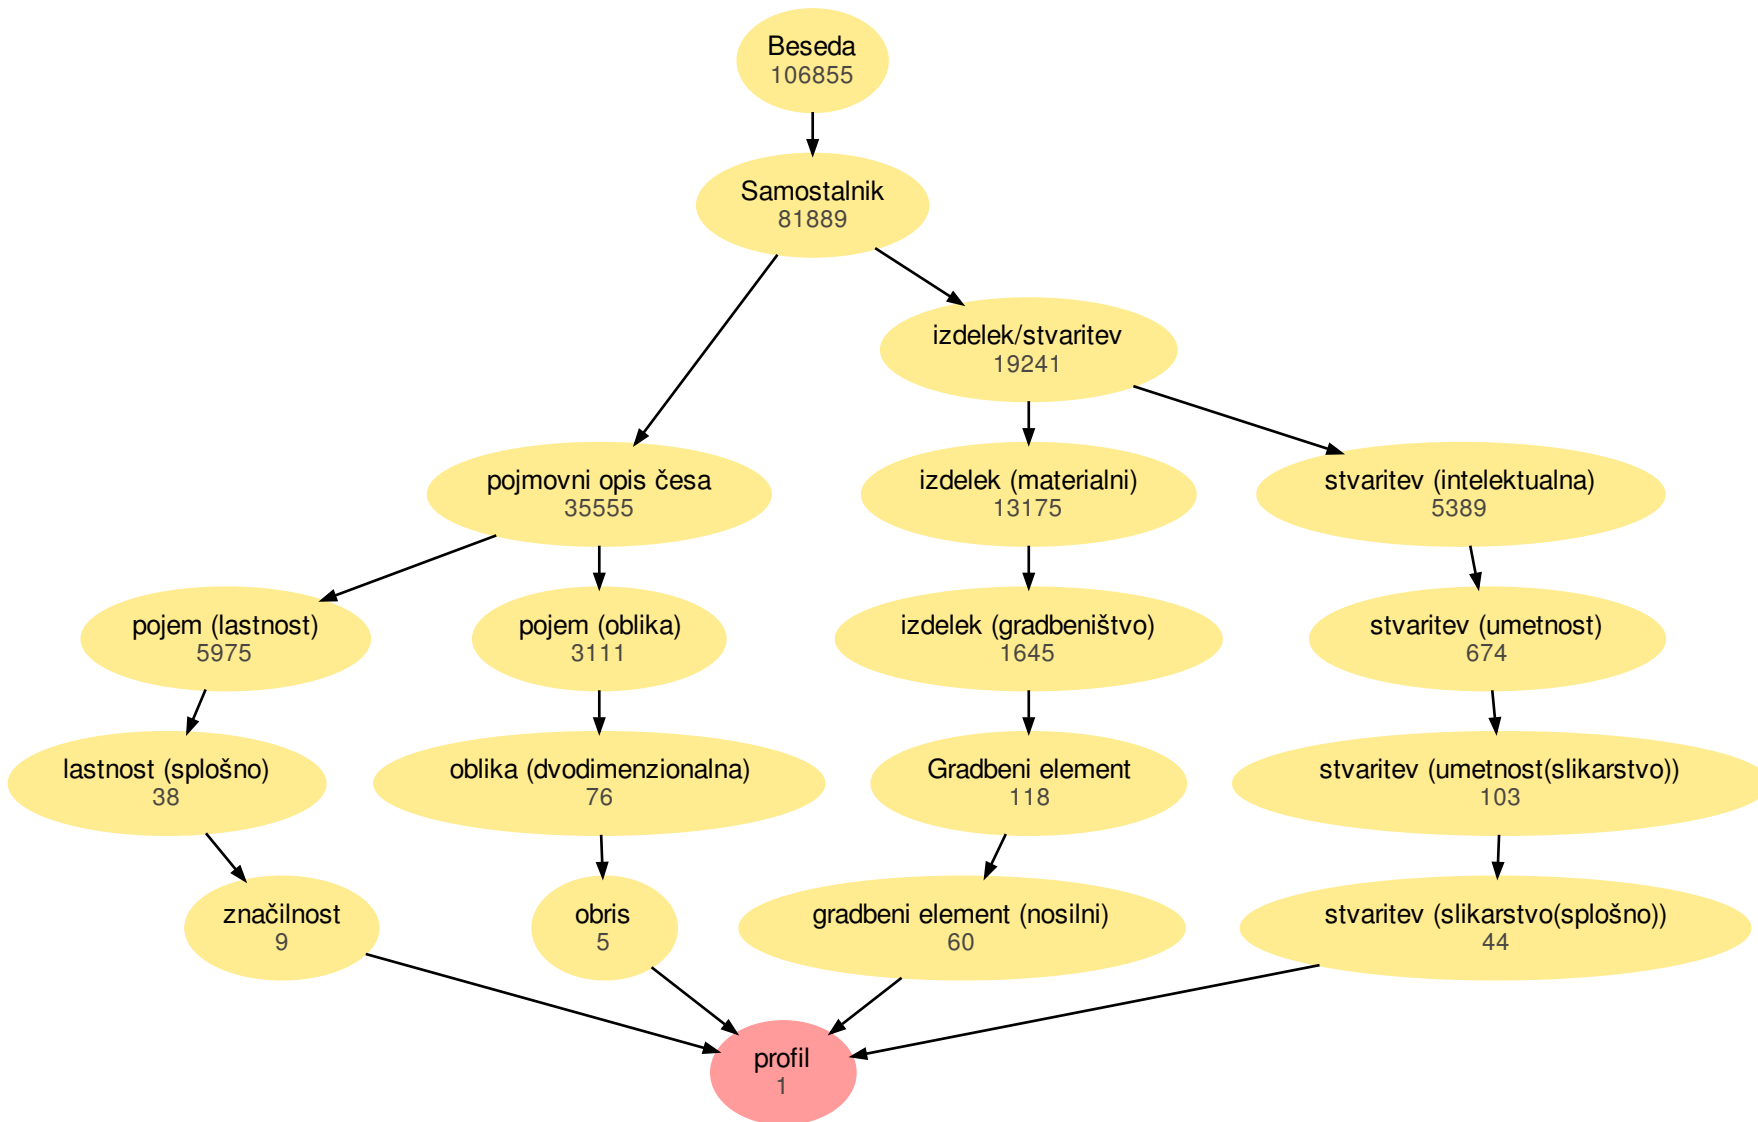 Beseda
106855
Samostalnik
81889
izdelek/stvaritev
19241
pojmovni opis česa
35555
izdelek (materialni)
13175
stvaritev (intelektualna)
5389
pojem (lastnost)
5975
pojem (oblika)
3111
izdelek (gradbeništvo)
1645
stvaritev (umetnost)
674
lastnost (splošno)
38
oblika (dvodimenzionalna)
76
Gradbeni element
118
stvaritev (umetnost(slikarstvo))
103
značilnost
9
obris
5
gradbeni element (nosilni)
60
stvaritev (slikarstvo(splošno))
44
profil
1